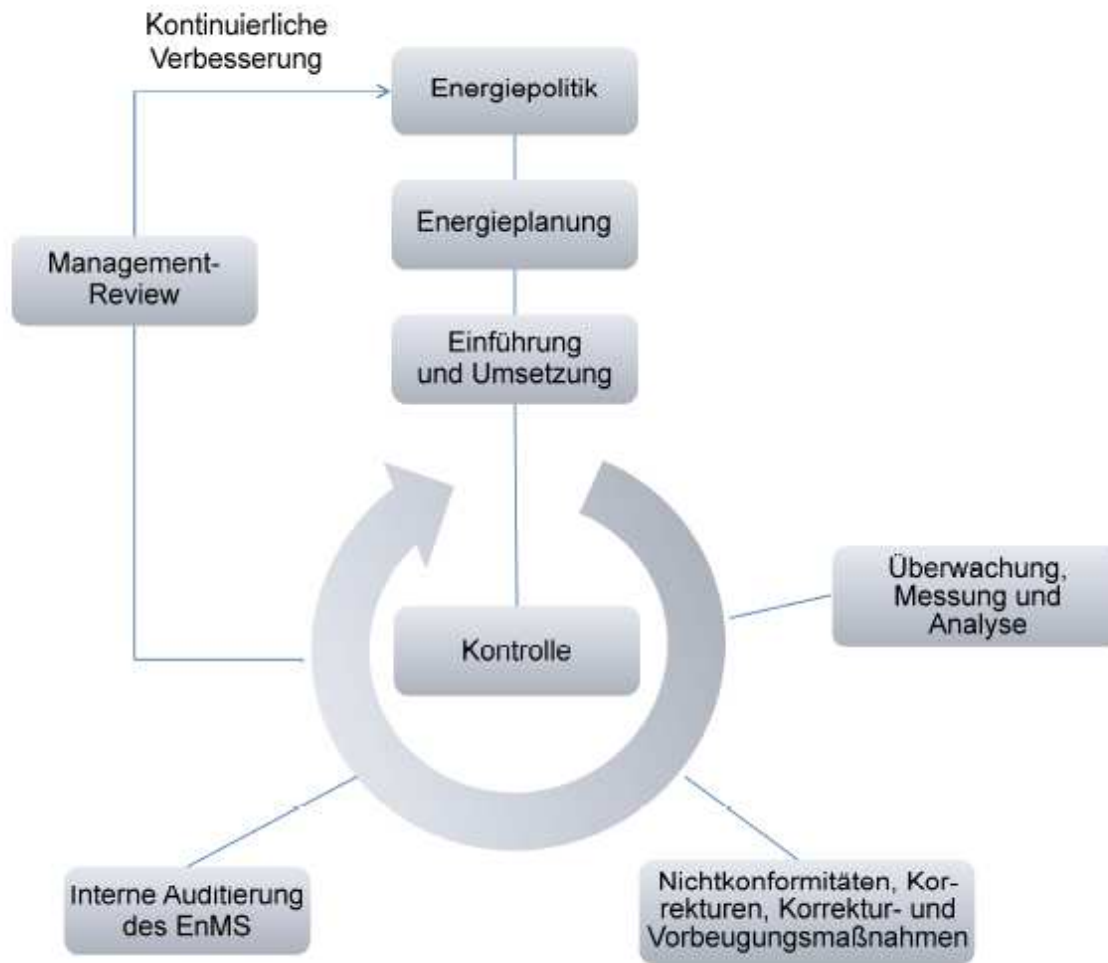 Kontinuierliche
Verbesserung
Energiepolitik
Energieplanung
Management-
Review
Einführung
und Umsetzung
Überwachung,
Messung und
Analyse
Kontrolle
Interne Auditierung
des EnMS
Nichtkonformitäten, Kor-
rekturen, Korrektur- und
Vorbeugungsmaßnahmen